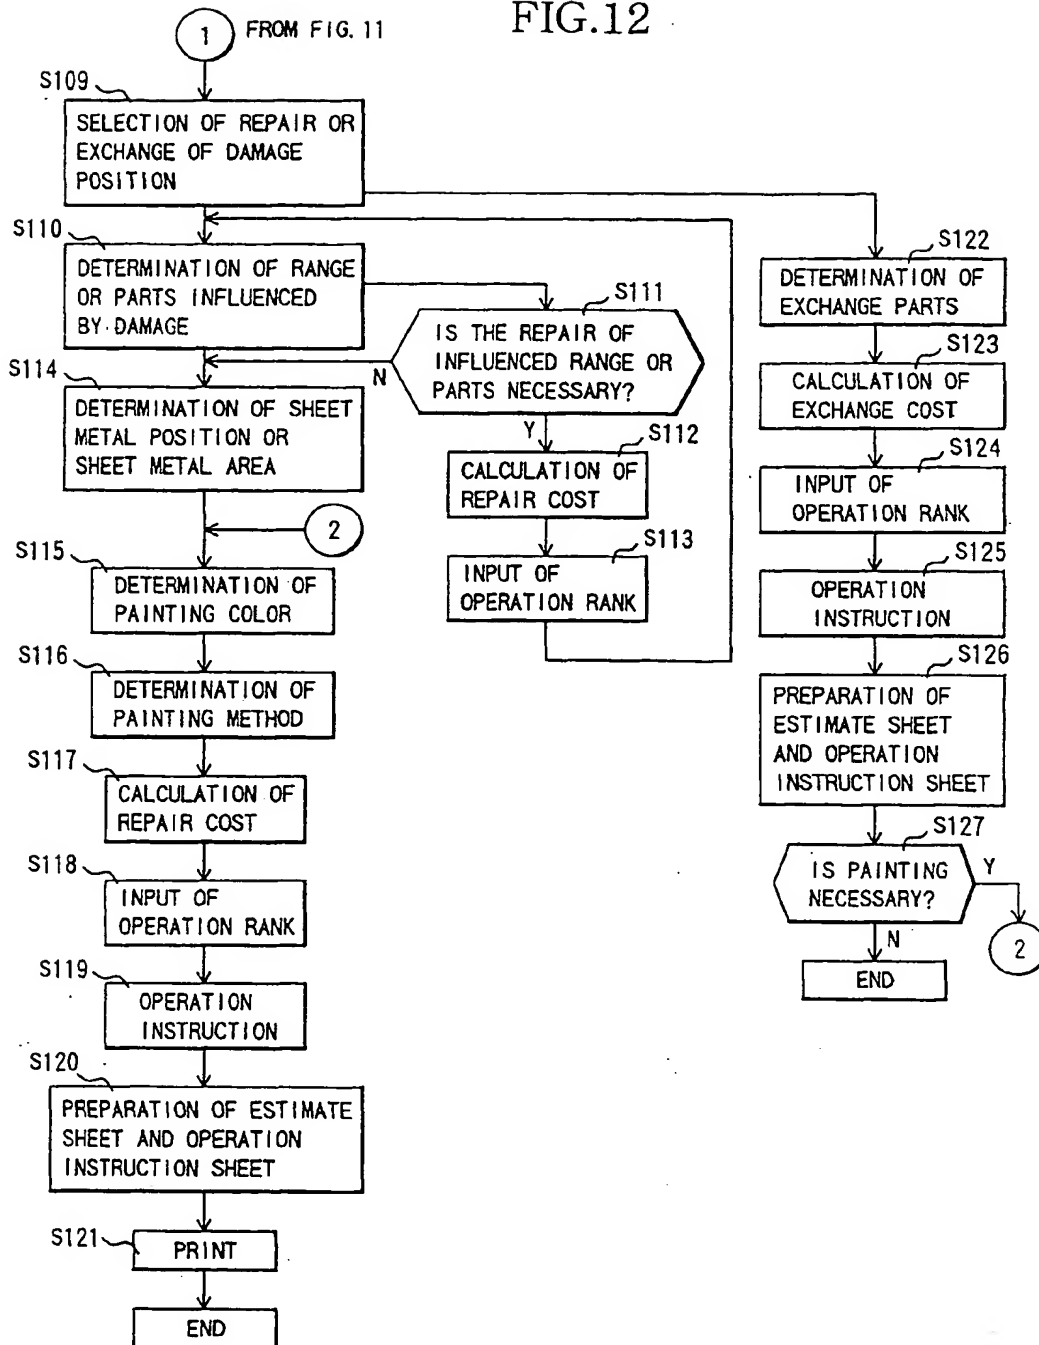 FIG.12
1
FROM FIG. 11
S109
SELECTION OF REPAIR OR
EXCHANGE OF DAMAGE
POSITION
S110
DETERMINATION OF RANGE
OR PARTS INFLUENCED
BY DAMAGE
S111
IS THE REPAIR OF
INFLUENCED RANGE OR
PARTS NECESSARY?
N
Y
S112
CALCULATION OF
REPAIR COST
S113
INPUT OF
OPERATION RANK
S114
DETERMINATION OF SHEET
METAL POSITION OR
SHEET METAL AREA
2
S115
DETERMINATION OF
PAINTING COLOR
S116
DETERMINATION OF
PAINTING METHOD
S117
CALCULATION OF
REPAIR COST
S118
INPUT OF
OPERATION RANK
S119
OPERATION
INSTRUCTION
S120
PREPARATION OF ESTIMATE
SHEET AND OPERATION
INSTRUCTION SHEET
S121
PRINT
END
S122
DETERMINATION OF
EXCHANGE PARTS
S123
CALCULATION OF
EXCHANGE COST
S124
INPUT OF
OPERATION RANK
S125
OPERATION
INSTRUCTION
S126
PREPARATION OF
ESTIMATE SHEET
AND OPERATION
INSTRUCTION SHEET
S127
IS PAINTING
NECESSARY?
Y
2
N
END